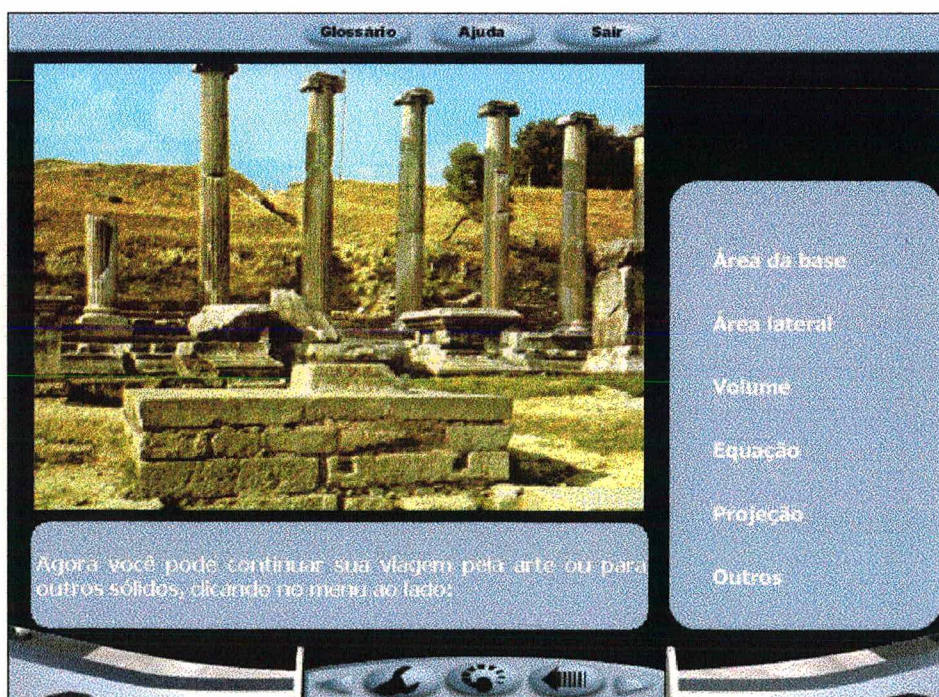 Glossário Ajuda Sair
Área da base
Área lateral
Volume
Equação
Projeção
Outros
Agora você pode continuar sua viagem pela arte ou para
outros sólidos, clicando no menu ao lado: